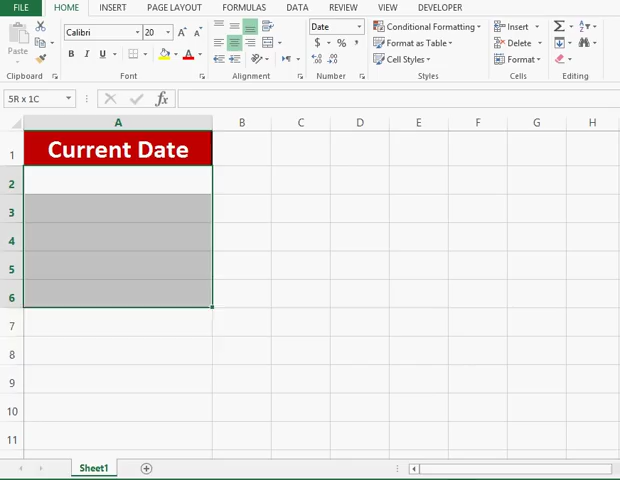 FILE HOME INSERT PAGE LAYOUT FORMULAS DATA REVIEW VIEW DEVELOPER
Paste
Calibri 20
B I U
Date
$ % ,
Conditional Formatting
Format as Table
Cell Styles
Insert
Delete
Format
Clipboard Font Alignment Number Styles Cells Editing
5R x 1C fx
A B C D E F G H
1 Current Date
2
3
4
5
6
7
8
9
10
11
Sheet1